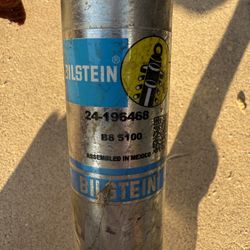 BILSTEIN®
24-196468
B8 5100
ASSEMBLED IN MEXICO
BILSTEIN